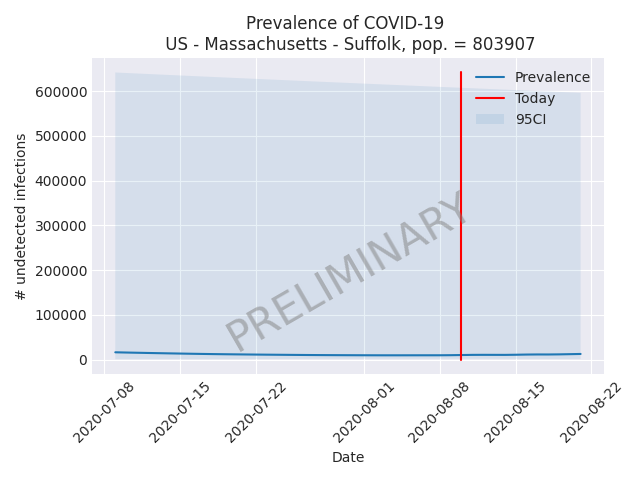 Prevalence of COVID-19
US - Massachusetts - Suffolk, pop. = 803907
Prevalence
Today
95CI
# undetected infections
600000
500000
400000
300000
200000
100000
0
PRELIMINARY
2020-07-08
2020-07-15
2020-07-22
2020-08-01
2020-08-08
2020-08-15
2020-08-22
Date